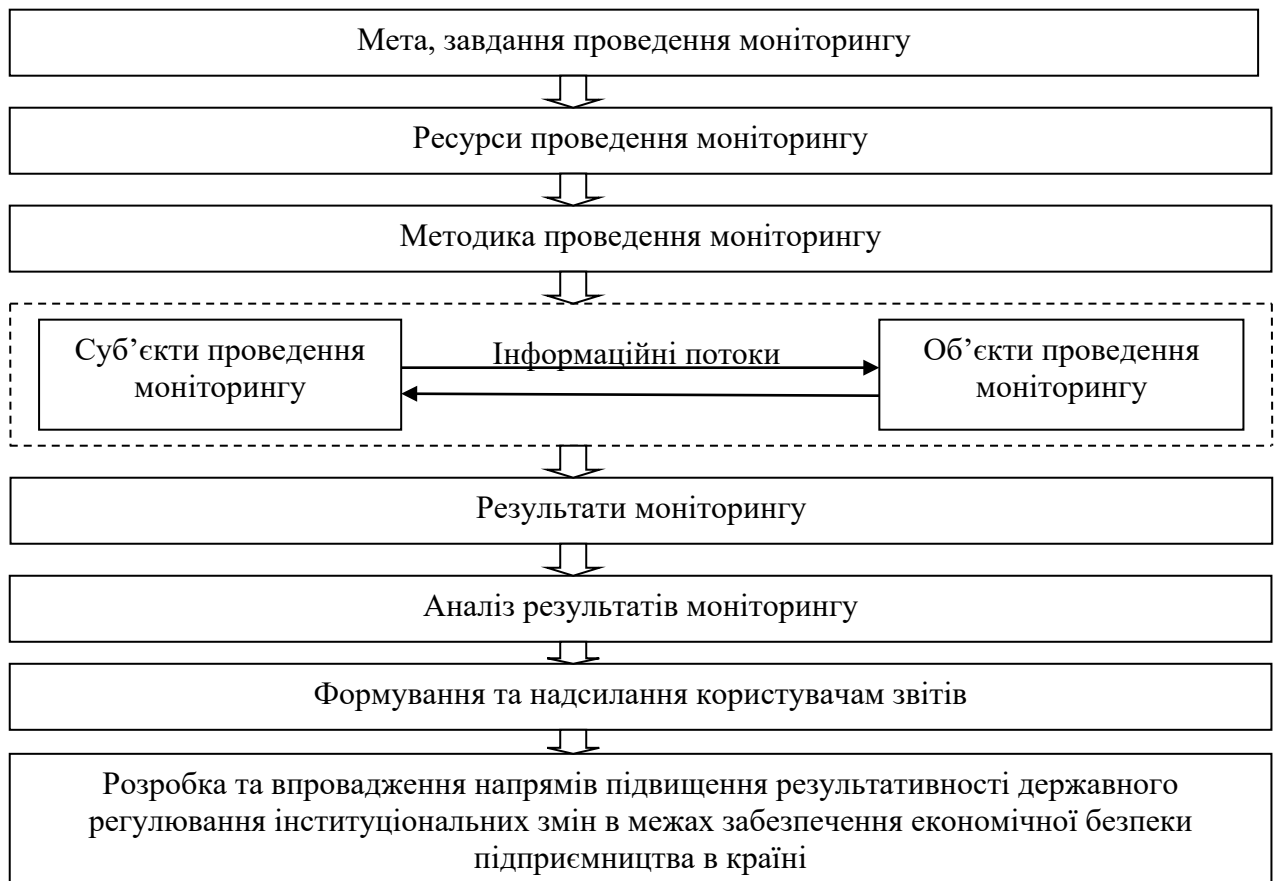 Мета, завдання проведення моніторингу
Ресурси проведення моніторингу
Методика проведення моніторингу
Суб’єкти проведення
моніторингу
Інформаційні потоки
Об’єкти проведення
моніторингу
Результати моніторингу
Аналіз результатів моніторингу
Формування та надсилання користувачам звітів
Розробка та впровадження напрямів підвищення результативності державного
регулювання інституціональних змін в межах забезпечення економічної безпеки
підприємництва в країні